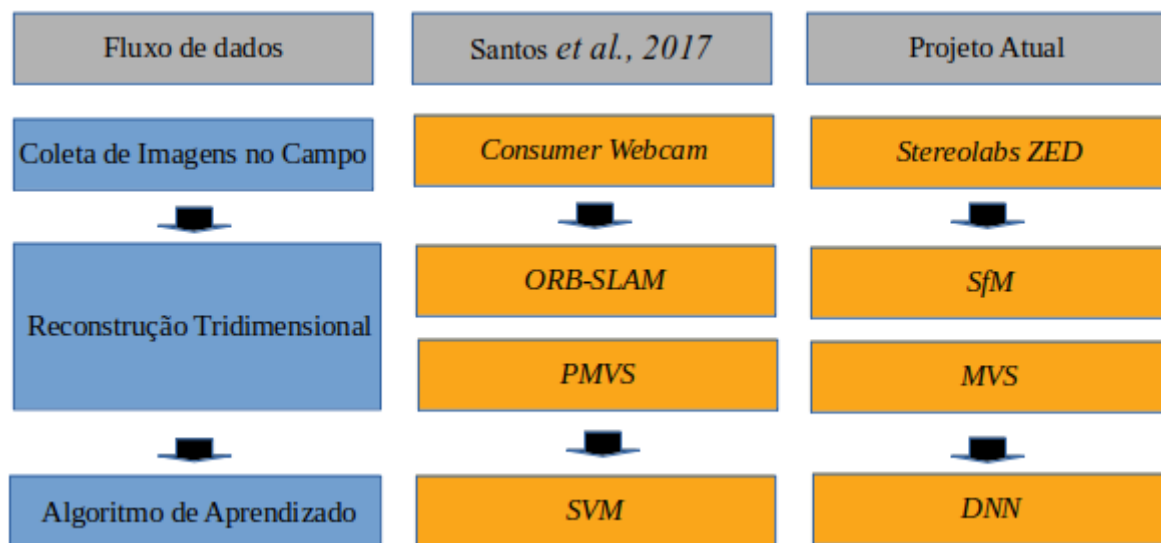 Fluxo de dados
Santos et al., 2017
Projeto Atual
Coleta de Imagens no Campo
Consumer Webcam
Stereolabs ZED
Reconstrução Tridimensional
ORB-SLAM
SfM
PMVS
MVS
Algoritmo de Aprendizado
SVM
DNN